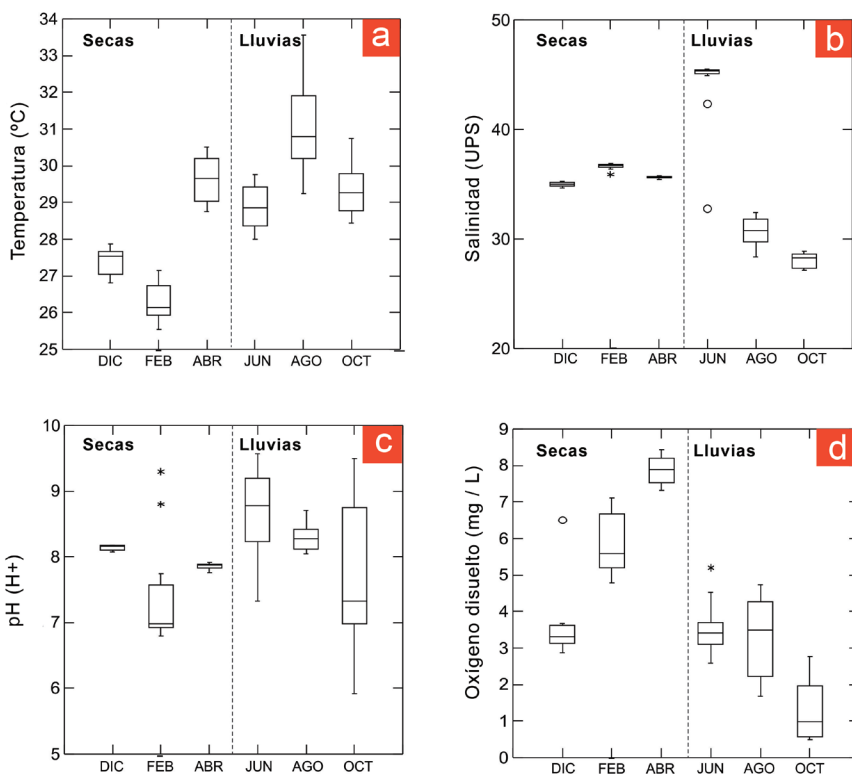 a
Secas
Lluvias
Temperatura (ºC)
34
33
32
31
30
29
28
27
26
25
DIC
FEB
ABR
JUN
AGO
OCT
b
Secas
Lluvias
Salinidad (UPS)
50
40
30
20
DIC
FEB
ABR
JUN
AGO
OCT
c
Secas
Lluvias
pH (H+)
10
9
8
7
6
5
DIC
FEB
ABR
JUN
AGO
OCT
d
Secas
Lluvias
Oxígeno disuelto (mg / L)
9
8
7
6
5
4
3
2
1
0
DIC
FEB
ABR
JUN
AGO
OCT